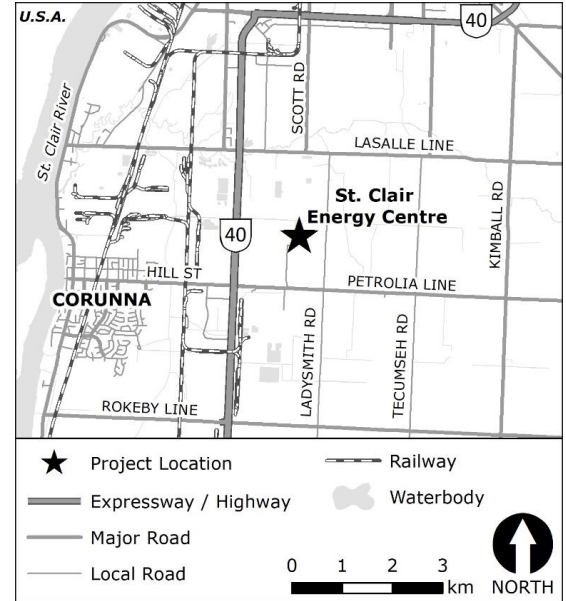 U.S.A.
40
St. Clair River
SCOTT RD
LASALLE LINE
St. Clair
Energy Centre
KIMBALL RD
40
HILL ST
PETROLIA LINE
CORUNNA
LADYSMITH RD
TECUMSEH RD
ROKEBY LINE
Project Location
Railway
Expressway / Highway
Waterbody
Major Road
Local Road
0 1 2 3
km
NORTH